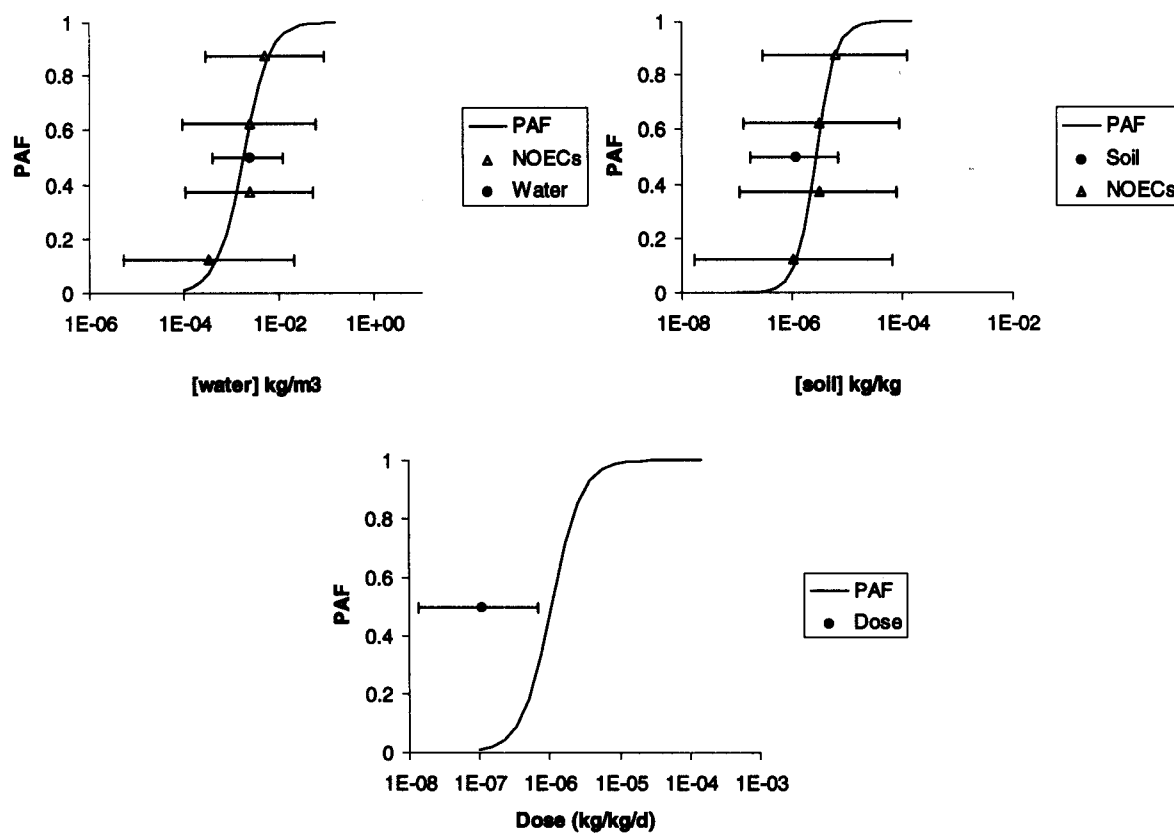 1
0.8
0.6
0.4
0.2
0
PAF
1E-06 1E-04 1E-02 1E+00
[water] kg/m3
PAF
NOECs
Water
1
0.8
0.6
0.4
0.2
0
PAF
1E-08 1E-06 1E-04 1E-02
[soil] kg/kg
PAF
Soil
NOECs
1
0.8
0.6
0.4
0.2
0
PAF
1E-08 1E-07 1E-06 1E-05 1E-04 1E-03
Dose (kg/kg/d)
PAF
Dose